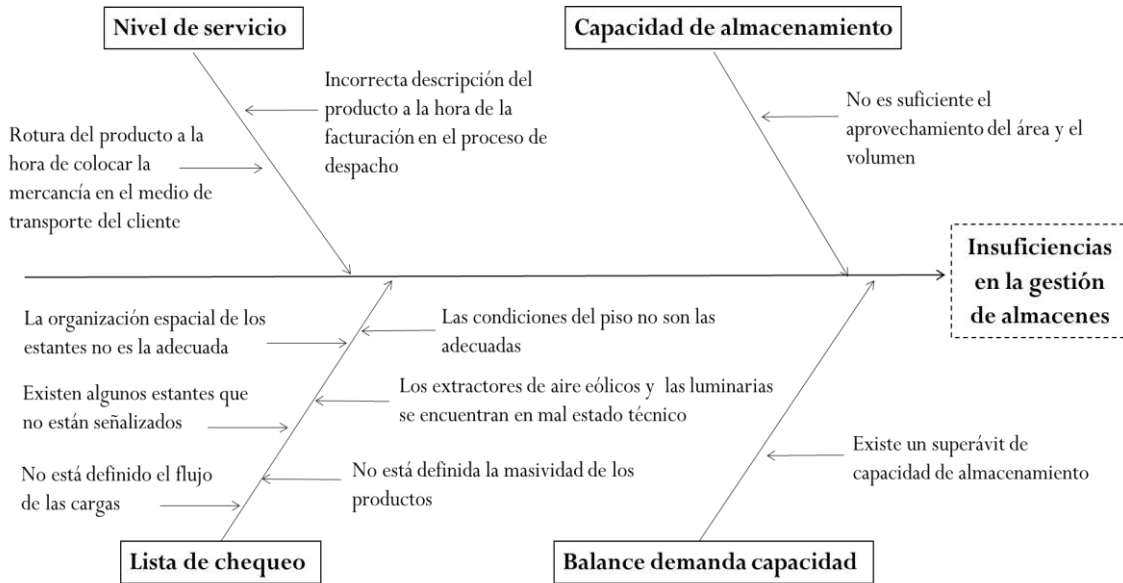 Nivel de servicio
Capacidad de almacenamiento
Incorrecta descripción del
producto a la hora de la
facturación en el proceso de
despacho
Rotura del producto a la
hora de colocar la
mercancía en el medio de
transporte del cliente
No es suficiente el
aprovechamiento del área y el
volumen
Insuficiencias
en la gestión
de almacenes
La organización espacial de los
estantes no es la adecuada
Las condiciones del piso no son las
adecuadas
Existen algunos estantes que
no están señalizados
Los extractores de aire eólicos y las luminarias
se encuentran en mal estado técnico
No está definido el flujo
de las cargas
No está definida la masividad de los
productos
Existe un superávit de
capacidad de almacenamiento
Lista de chequeo
Balance demanda capacidad